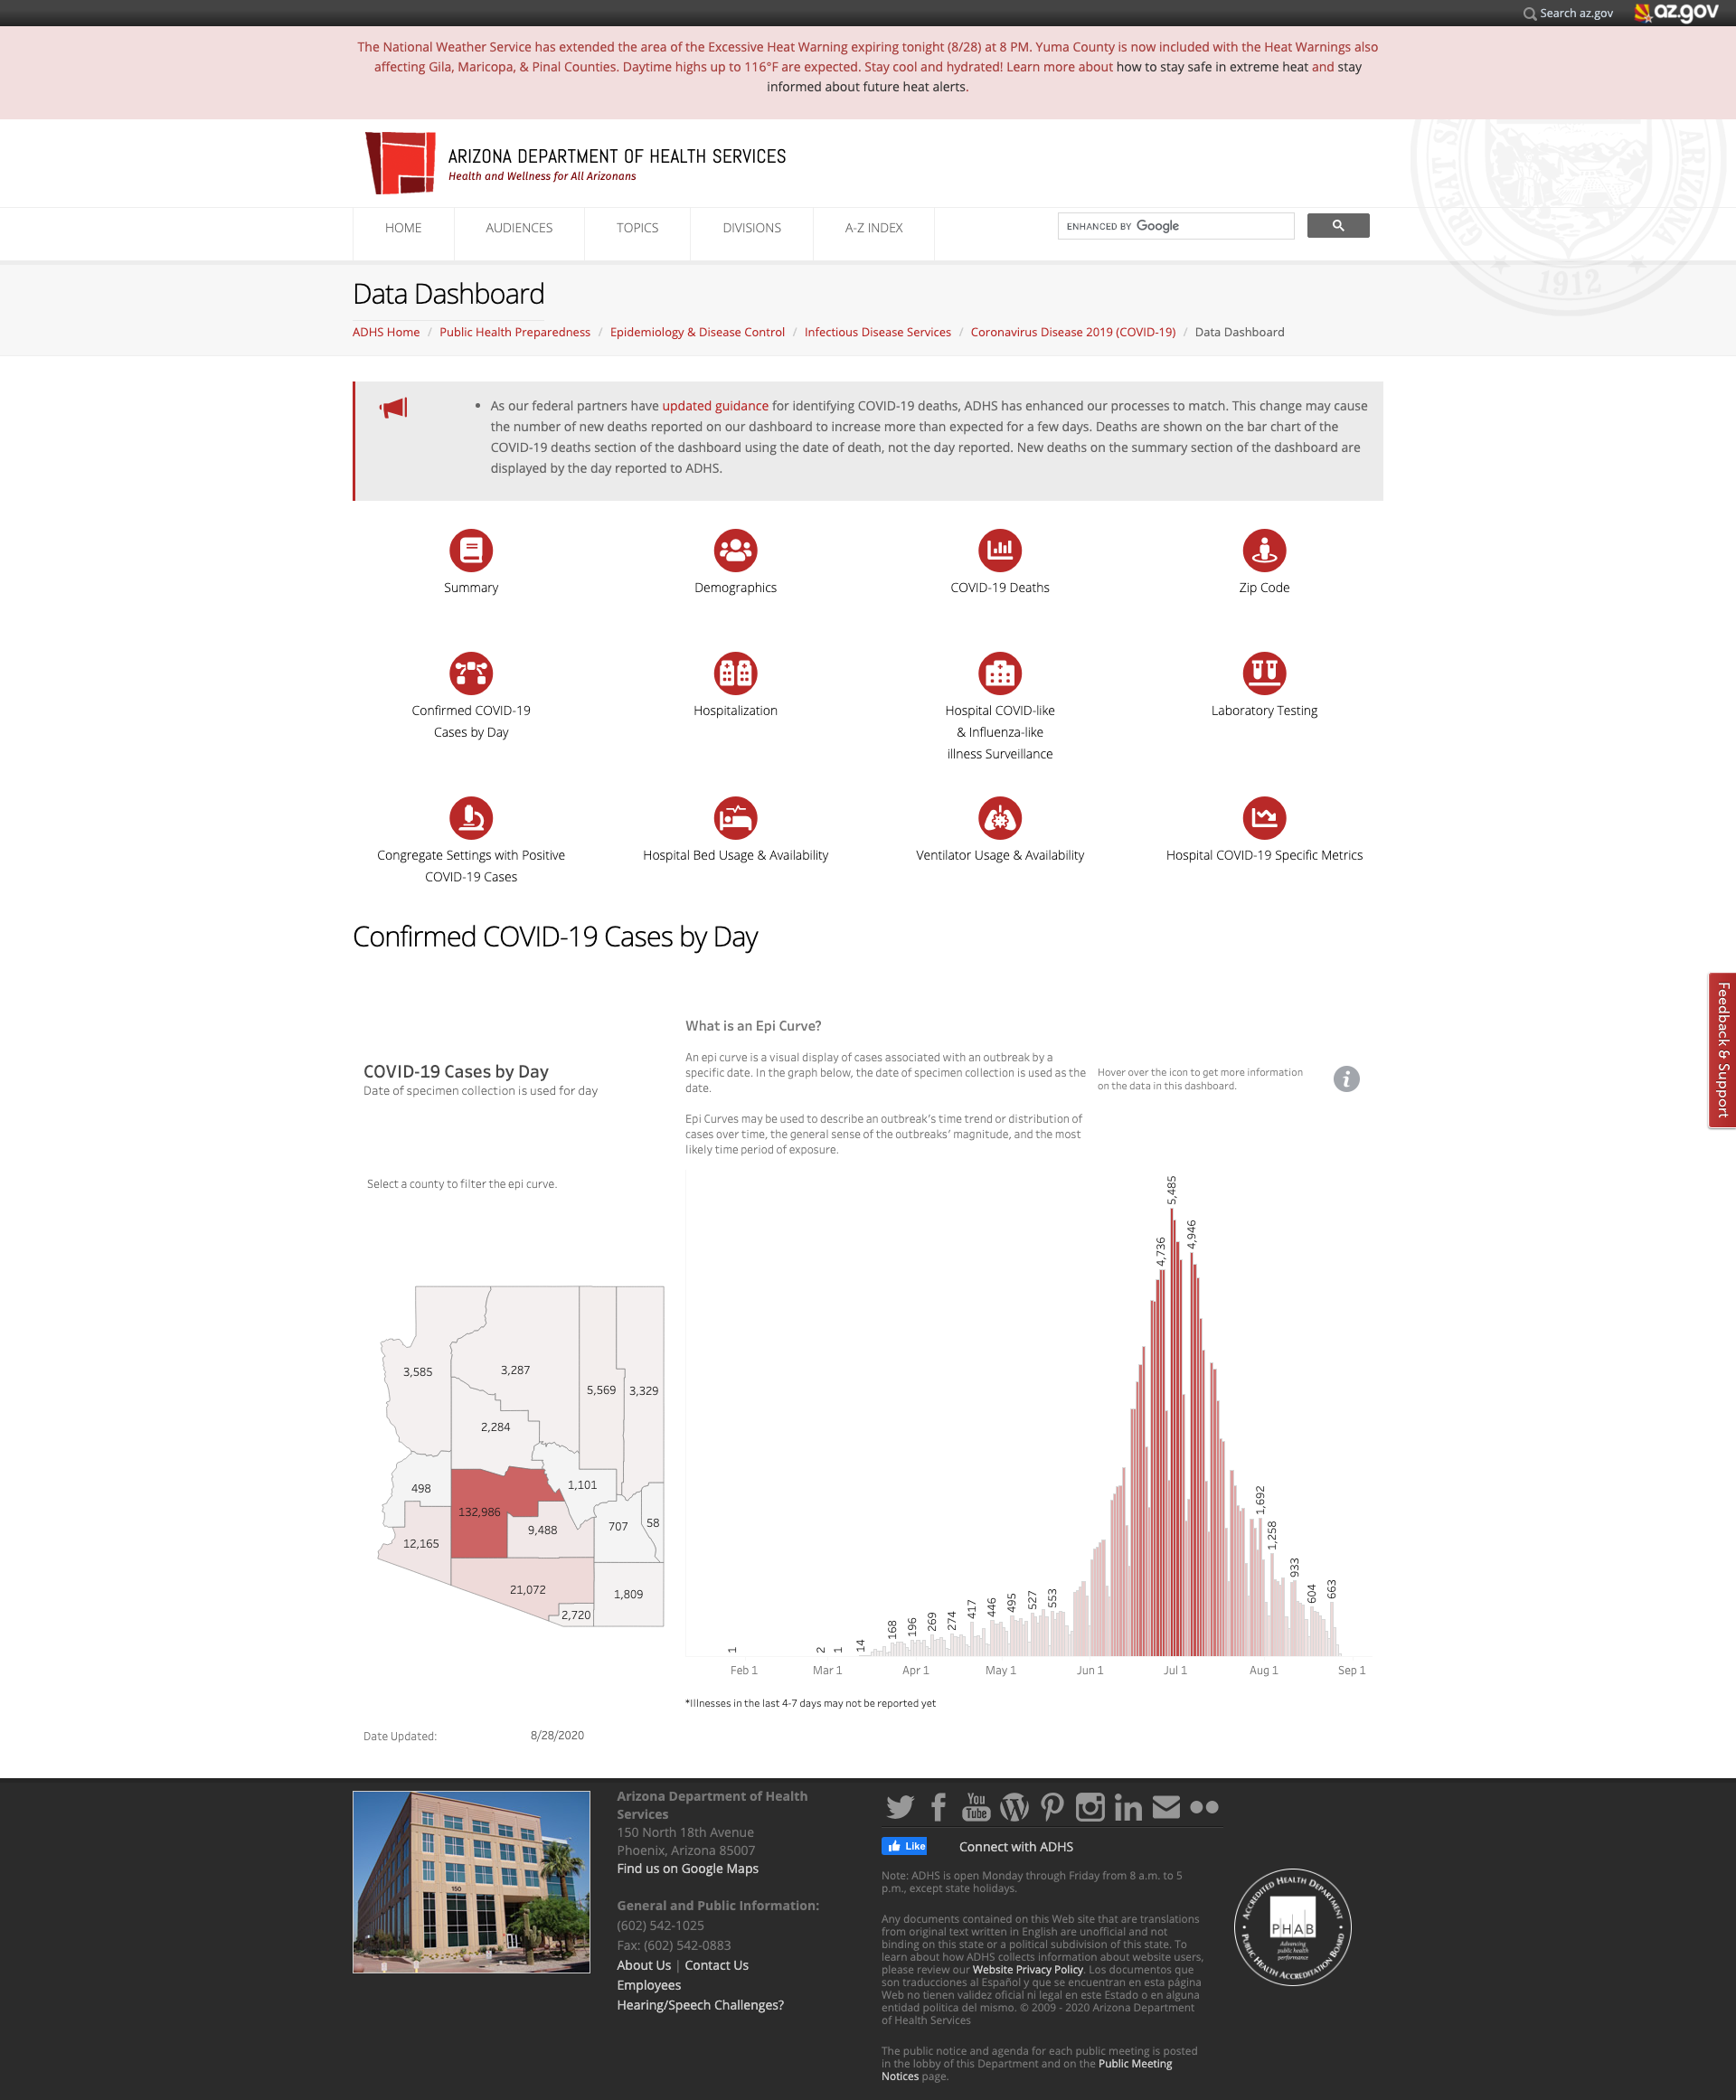 Search az.gov
az.gov
The National Weather Service has extended the area of the Excessive Heat Warning expiring tonight (8/28) at 8 PM. Yuma County is now included with the Heat Warnings also
affecting Gila, Maricopa, & Pinal Counties. Daytime highs up to 116°F are expected. Stay cool and hydrated! Learn more about how to stay safe in extreme heat and stay
informed about future heat alerts.
ARIZONA DEPARTMENT OF HEALTH SERVICES
Health and Wellness for All Arizonans
GREAT ARIZONA
1912
HOME
AUDIENCES
TOPICS
DIVISIONS
A-Z INDEX
ENHANCED BY Google
Data Dashboard
ADHS Home / Public Health Preparedness / Epidemiology & Disease Control / Infectious Disease Services / Coronavirus Disease 2019 (COVID-19) / Data Dashboard
• As our federal partners have updated guidance for identifying COVID-19 deaths, ADHS has enhanced our processes to match. This change may cause
the number of new deaths reported on our dashboard to increase more than expected for a few days. Deaths are shown on the bar chart of the
COVID-19 deaths section of the dashboard using the date of death, not the day reported. New deaths on the summary section of the dashboard are
displayed by the day reported to ADHS.
Summary
Demographics
COVID-19 Deaths
Zip Code
Confirmed COVID-19
Cases by Day
Hospitalization
Hospital COVID-like
& Influenza-like
illness Surveillance
Laboratory Testing
Congregate Settings with Positive
COVID-19 Cases
Hospital Bed Usage & Availability
Ventilator Usage & Availability
Hospital COVID-19 Specific Metrics
Confirmed COVID-19 Cases by Day
Feedback & Support
COVID-19 Cases by Day
Date of specimen collection is used for day
What is an Epi Curve?
An epi curve is a visual display of cases associated with an outbreak by a
specific date. In the graph below, the date of specimen collection is used as the
date.
Epi Curves may be used to describe an outbreak's time trend or distribution of
cases over time, the general sense of the outbreaks' magnitude, and the most
likely time period of exposure.
Hover over the icon to get more information
on the data in this dashboard.
i
Select a county to filter the epi curve.
3,585
3,287
5,569
3,329
2,284
498
1,101
132,986
9,488
707
58
12,165
21,072
1,809
2,720
1
2
1
14
168
196
269
274
417
446
495
527
553
4,736
5,485
4,946
1,692
1,258
933
604
663
Feb 1
Mar 1
Apr 1
May 1
Jun 1
Jul 1
Aug 1
Sep 1
*Illnesses in the last 4-7 days may not be reported yet
Date Updated:
8/28/2020
150
Arizona Department of Health
Services
150 North 18th Avenue
Phoenix, Arizona 85007
Find us on Google Maps
General and Public Information:
(602) 542-1025
Fax: (602) 542-0883
About Us | Contact Us
Employees
Hearing/Speech Challenges?
You
Tube
Like
Connect with ADHS
Note: ADHS is open Monday through Friday from 8 a.m. to 5
p.m., except state holidays.
Any documents contained on this Web site that are translations
from original text written in English are unofficial and not
binding on this state or a political subdivision of this state. To
learn about how ADHS collects information about website users,
please review our Website Privacy Policy. Los documentos que
son traducciones al Español y que se encuentran en esta página
Web no tienen validez oficial ni legal en este Estado o en alguna
entidad politica del mismo. © 2009 - 2020 Arizona Department
of Health Services
The public notice and agenda for each public meeting is posted
in the lobby of this Department and on the Public Meeting
Notices page.
ACCREDITED HEALTH DEPARTMENT
PHAB
Advancing
public health
performance
PUBLIC HEALTH ACCREDITATION BOARD